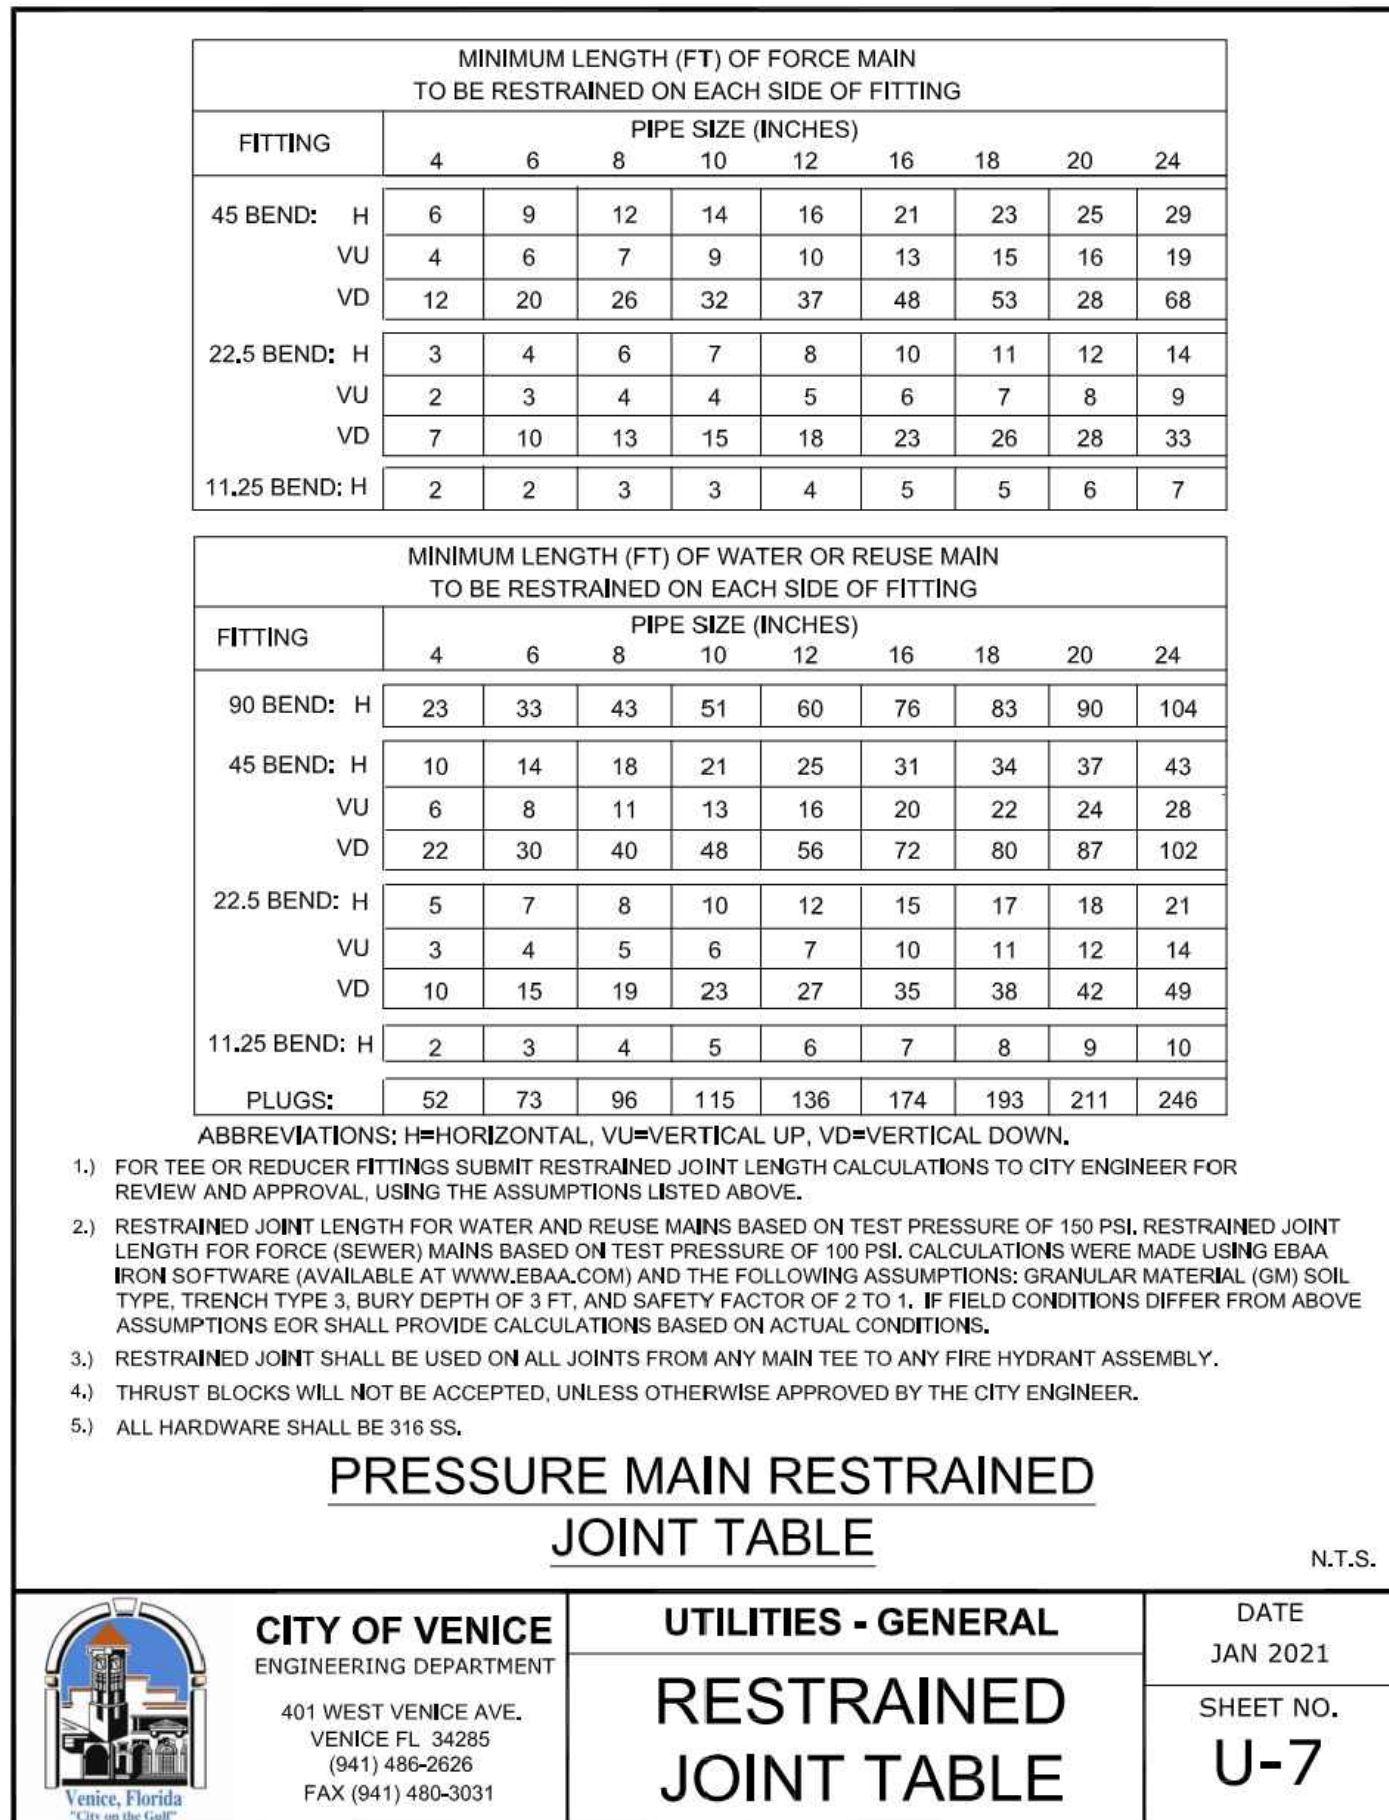 MINIMUM LENGTH (FT) OF FORCE MAIN
TO BE RESTRAINED ON EACH SIDE OF FITTING
FITTING
PIPE SIZE (INCHES)
4 6 8 10 12 16 18 20 24
45 BEND: H 6 9 12 14 16 21 23 25 29
VU 4 6 7 9 10 13 15 16 19
VD 12 20 26 32 37 48 53 28 68
22.5 BEND: H 3 4 6 7 8 10 11 12 14
VU 2 3 4 4 5 6 7 8 9
VD 7 10 13 15 18 23 26 28 33
11.25 BEND: H 2 2 3 3 4 5 5 6 7
MINIMUM LENGTH (FT) OF WATER OR REUSE MAIN
TO BE RESTRAINED ON EACH SIDE OF FITTING
FITTING
PIPE SIZE (INCHES)
4 6 8 10 12 16 18 20 24
90 BEND: H 23 33 43 51 60 76 83 90 104
45 BEND: H 10 14 18 21 25 31 34 37 43
VU 6 8 11 13 16 20 22 24 28
VD 22 30 40 48 56 72 80 87 102
22.5 BEND: H 5 7 8 10 12 15 17 18 21
VU 3 4 5 6 7 10 11 12 14
VD 10 15 19 23 27 35 38 42 49
11.25 BEND: H 2 3 4 5 6 7 8 9 10
PLUGS: 52 73 96 115 136 174 193 211 246
ABBREVIATIONS: H=HORIZONTAL, VU=VERTICAL UP, VD=VERTICAL DOWN.
1.) FOR TEE OR REDUCER FITTINGS SUBMIT RESTRAINED JOINT LENGTH CALCULATIONS TO CITY ENGINEER FOR
REVIEW AND APPROVAL, USING THE ASSUMPTIONS LISTED ABOVE.
2.) RESTRAINED JOINT LENGTH FOR WATER AND REUSE MAINS BASED ON TEST PRESSURE OF 150 PSI. RESTRAINED JOINT
LENGTH FOR FORCE (SEWER) MAINS BASED ON TEST PRESSURE OF 100 PSI. CALCULATIONS WERE MADE USING EBAA
IRON SOFTWARE (AVAILABLE AT WWW.EBAA.COM) AND THE FOLLOWING ASSUMPTIONS: GRANULAR MATERIAL (GM) SOIL
TYPE, TRENCH TYPE 3, BURY DEPTH OF 3 FT, AND SAFETY FACTOR OF 2 TO 1. IF FIELD CONDITIONS DIFFER FROM ABOVE
ASSUMPTIONS EOR SHALL PROVIDE CALCULATIONS BASED ON ACTUAL CONDITIONS.
3.) RESTRAINED JOINT SHALL BE USED ON ALL JOINTS FROM ANY MAIN TEE TO ANY FIRE HYDRANT ASSEMBLY.
4.) THRUST BLOCKS WILL NOT BE ACCEPTED, UNLESS OTHERWISE APPROVED BY THE CITY ENGINEER.
5.) ALL HARDWARE SHALL BE 316 SS.
PRESSURE MAIN RESTRAINED
JOINT TABLE
N.T.S.
Venice, Florida
"City on the Gulf"
CITY OF VENICE
ENGINEERING DEPARTMENT
401 WEST VENICE AVE.
VENICE FL 34285
(941) 486-2626
FAX (941) 480-3031
UTILITIES - GENERAL
RESTRAINED
JOINT TABLE
DATE
JAN 2021
SHEET NO.
U-7